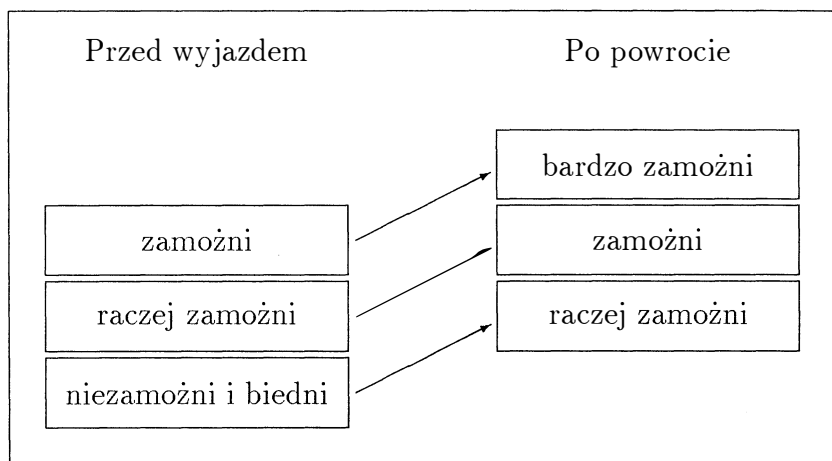 Przed wyjazdem
Po powrocie
bardzo zamożni
zamożni
zamożni
raczej zamożni
raczej zamożni
niezamożni i biedni